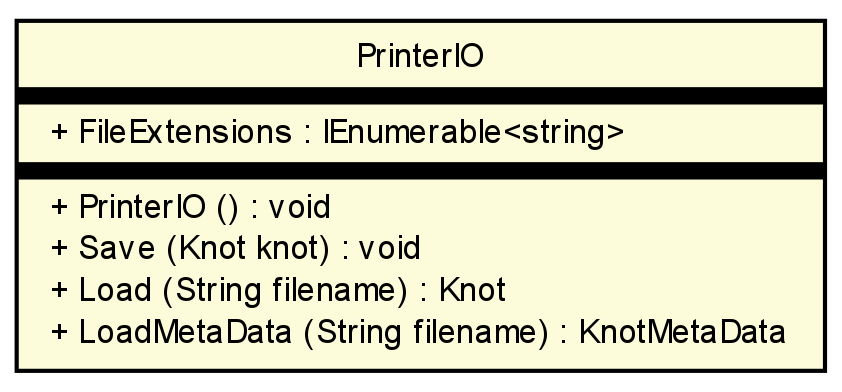 PrinterIO
+ FileExtensions : IEnumerable<string>
+ PrinterIO () : void
+ Save (Knot knot) : void
+ Load (String filename) : Knot
+ LoadMetaData (String filename) : KnotMetaData